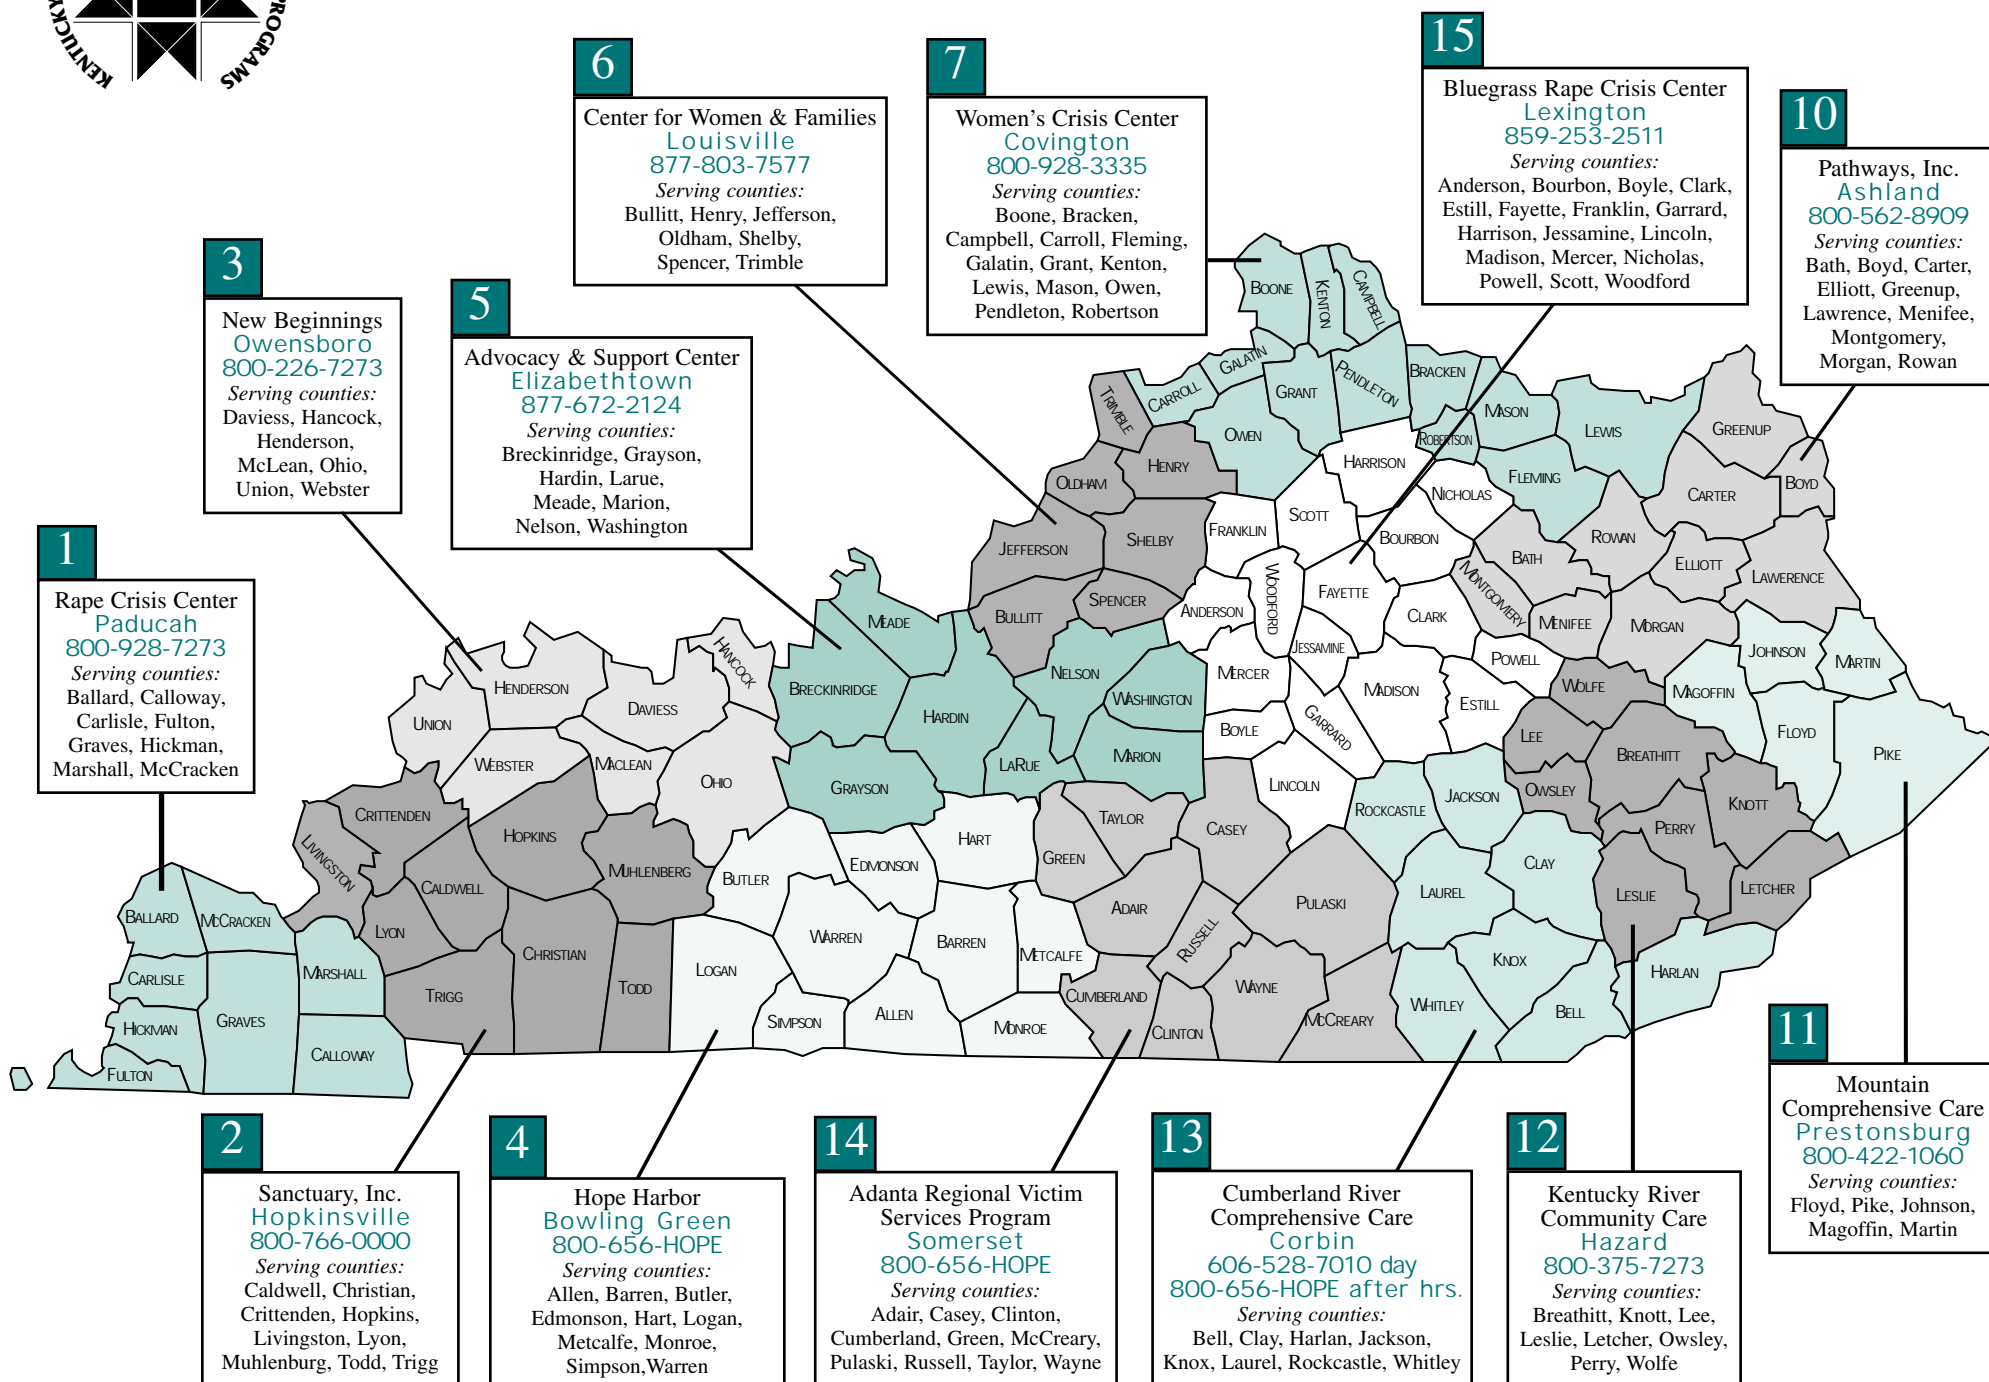 KENTUCKY
PROGRAMS
6
Center for Women & Families
Louisville
877-803-7577
Serving counties:
Bullitt, Henry, Jefferson,
Oldham, Shelby,
Spencer, Trimble
7
Women's Crisis Center
Covington
800-928-3335
Serving counties:
Boone, Bracken,
Campbell, Carroll, Fleming,
Galatin, Grant, Kenton,
Lewis, Mason, Owen,
Pendleton, Robertson
15
Bluegrass Rape Crisis Center
Lexington
859-253-2511
Serving counties:
Anderson, Bourbon, Boyle, Clark,
Estill, Fayette, Franklin, Garrard,
Harrison, Jessamine, Lincoln,
Madison, Mercer, Nicholas,
Powell, Scott, Woodford
10
Pathways, Inc.
Ashland
800-562-8909
Serving counties:
Bath, Boyd, Carter,
Elliott, Greenup,
Lawrence, Menifee,
Montgomery,
Morgan, Rowan
3
New Beginnings
Owensboro
800-226-7273
Serving counties:
Daviess, Hancock,
Henderson,
McLean, Ohio,
Union, Webster
5
Advocacy & Support Center
Elizabethtown
877-672-2124
Serving counties:
Breckinridge, Grayson,
Hardin, Larue,
Meade, Marion,
Nelson, Washington
1
Rape Crisis Center
Paducah
800-928-7273
Serving counties:
Ballard, Calloway,
Carlisle, Fulton,
Graves, Hickman,
Marshall, McCracken
BOONE
KENTON
CAMPBELL
GALATIN
CARROLL
TRIMBLE
GRANT
PENDLETON
BRACKEN
OWEN
ROBERTSON
MASON
LEWIS
FLEMING
GREENUP
BOYD
CARTER
HENRY
OLDHAM
HARRISON
NICHOLAS
SCOTT
FRANKLIN
BOURBON
JEFFERSON
SHELBY
ROWAN
BATH
ELLIOTT
LAWERENCE
WOODFORD
FAYETTE
MONTGOMERY
SPENCER
BULLITT
ANDERSON
CLARK
MENIFEE
MORGAN
MEADE
HANCOCK
JESSAMINE
POWELL
JOHNSON
MARTIN
NELSON
MERCER
MADISON
ESTILL
WOLFE
MAGOFFIN
HENDERSON
BRECKINRIDGE
WASHINGTON
UNION
DAVIESS
HARDIN
BOYLE
GARRARD
LEE
FLOYD
PIKE
BREATHITT
WEBSTER
MACLEAN
OHIO
LARUE
MARION
GRAYSON
LINCOLN
ROCKCASTLE
JACKSON
OWSLEY
KNOTT
CRITTENDEN
HOPKINS
TAYLOR
CASEY
PERRY
LIVINGSTON
HART
GREEN
EDMONSON
CLAY
CALDWELL
MUHLENBERG
BUTLER
LAUREL
LESLIE
LETCHER
BALLARD
MCCRACKEN
LYON
ADAIR
PULASKI
RUSSELL
CHRISTIAN
WARREN
BARREN
METCALFE
KNOX
HARLAN
CARLISLE
MARSHALL
LOGAN
TODD
TRIGG
CUMBERLAND
WAYNE
WHITLEY
BELL
HICKMAN
GRAVES
SIMPSON
ALLEN
MONROE
CLINTON
MCCREARY
CALLOWAY
FULTON
11
Mountain
Comprehensive Care
Prestonsburg
800-422-1060
Serving counties:
Floyd, Pike, Johnson,
Magoffin, Martin
2
Sanctuary, Inc.
Hopkinsville
800-766-0000
Serving counties:
Caldwell, Christian,
Crittenden, Hopkins,
Livingston, Lyon,
Muhlenburg, Todd, Trigg
4
Hope Harbor
Bowling Green
800-656-HOPE
Serving counties:
Allen, Barren, Butler,
Edmonson, Hart, Logan,
Metcalfe, Monroe,
Simpson,Warren
14
Adanta Regional Victim
Services Program
Somerset
800-656-HOPE
Serving counties:
Adair, Casey, Clinton,
Cumberland, Green, McCreary,
Pulaski, Russell, Taylor, Wayne
13
Cumberland River
Comprehensive Care
Corbin
606-528-7010 day
800-656-HOPE after hrs.
Serving counties:
Bell, Clay, Harlan, Jackson,
Knox, Laurel, Rockcastle, Whitley
12
Kentucky River
Community Care
Hazard
800-375-7273
Serving counties:
Breathitt, Knott, Lee,
Leslie, Letcher, Owsley,
Perry, Wolfe